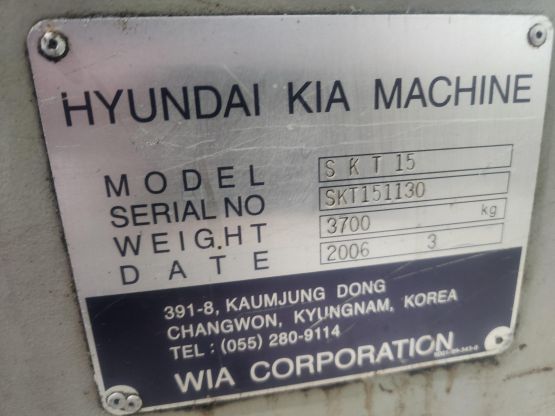 HYUNDAI KIA MACHINE
MODEL SKT15
SERIAL NO SKT151130
WEIGHT 3700 kg
DATE 2006 3
391-8, KAUMJUNG DONG
CHANGWON, KYUNGNAM, KOREA
TEL : (055) 280-9114
WIA CORPORATION